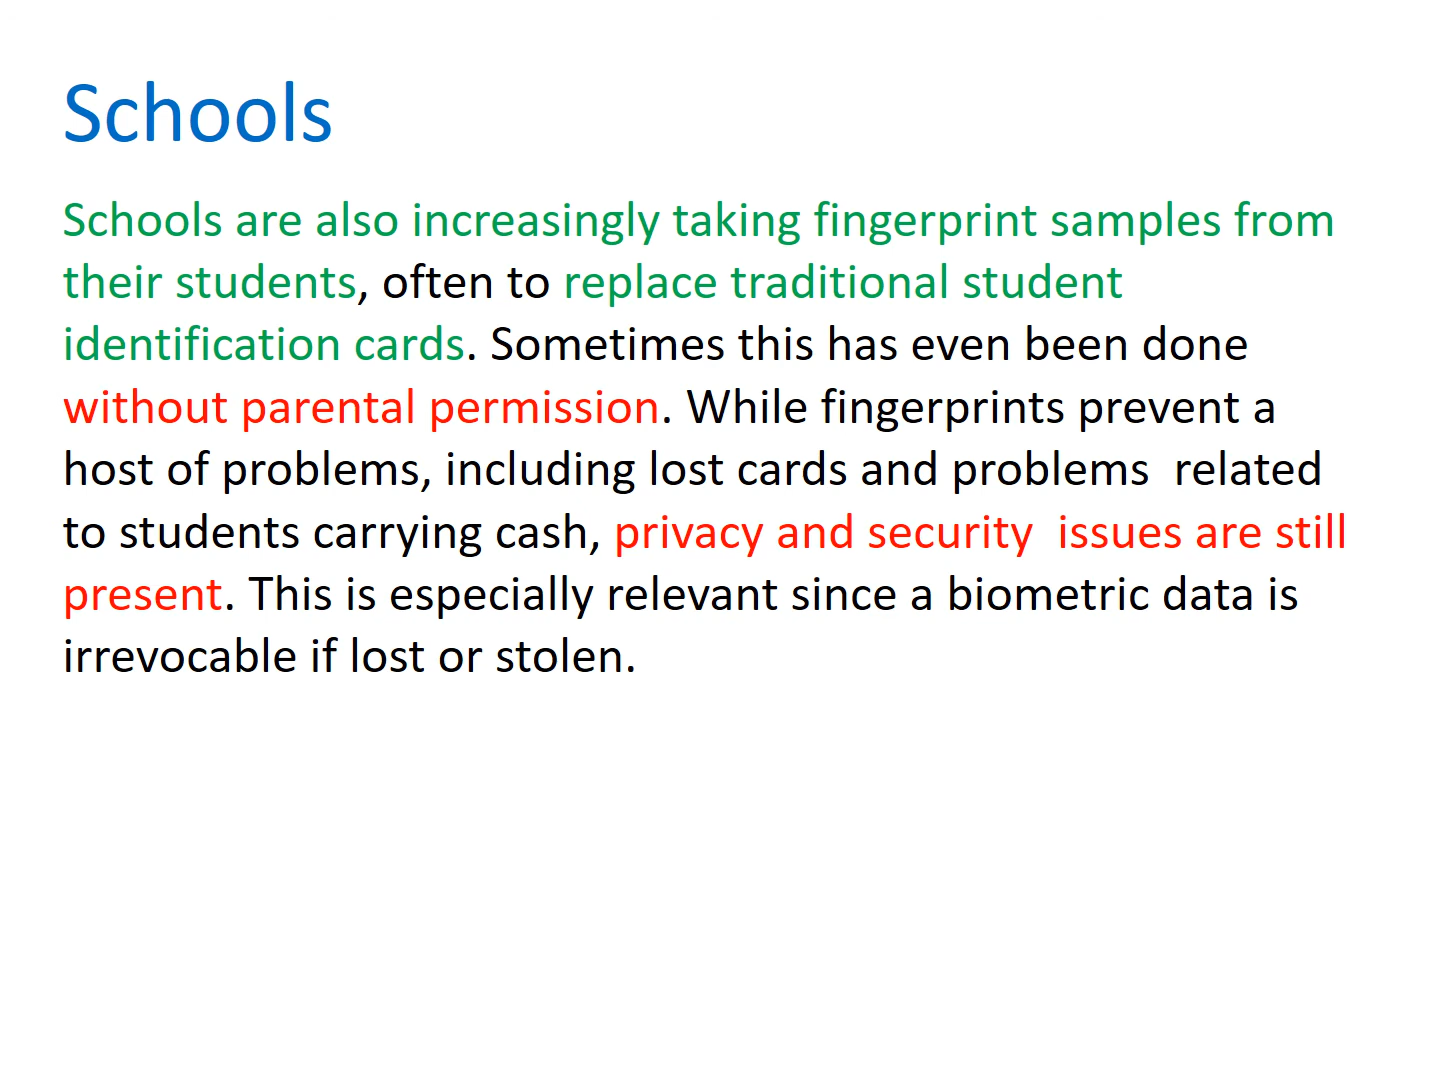 Schools
Schools are also increasingly taking fingerprint samples from
their students, often to replace traditional student
identification cards. Sometimes this has even been done
without parental permission. While fingerprints prevent a
host of problems, including lost cards and problems  related
to students carrying cash, privacy and security  issues are still
present. This is especially relevant since a biometric data is
irrevocable if lost or stolen.